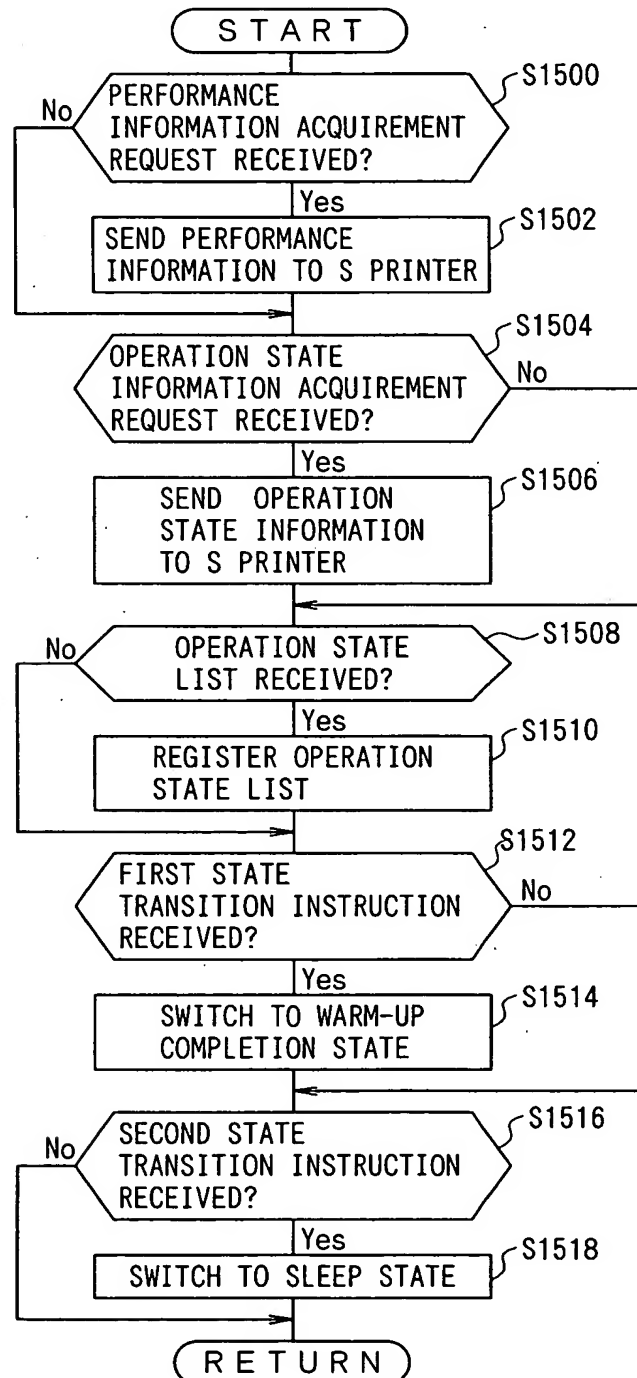 START
S1500
No
PERFORMANCE
INFORMATION ACQUIREMENT
REQUEST RECEIVED?
Yes
S1502
SEND PERFORMANCE
INFORMATION TO S PRINTER
S1504
OPERATION STATE
INFORMATION ACQUIREMENT
REQUEST RECEIVED?
No
Yes
S1506
SEND OPERATION
STATE INFORMATION
TO S PRINTER
S1508
No
OPERATION STATE
LIST RECEIVED?
Yes
S1510
REGISTER OPERATION
STATE LIST
S1512
FIRST STATE
TRANSITION INSTRUCTION
RECEIVED?
No
Yes
S1514
SWITCH TO WARM-UP
COMPLETION STATE
S1516
No
SECOND STATE
TRANSITION INSTRUCTION
RECEIVED?
Yes
S1518
SWITCH TO SLEEP STATE
RETURN